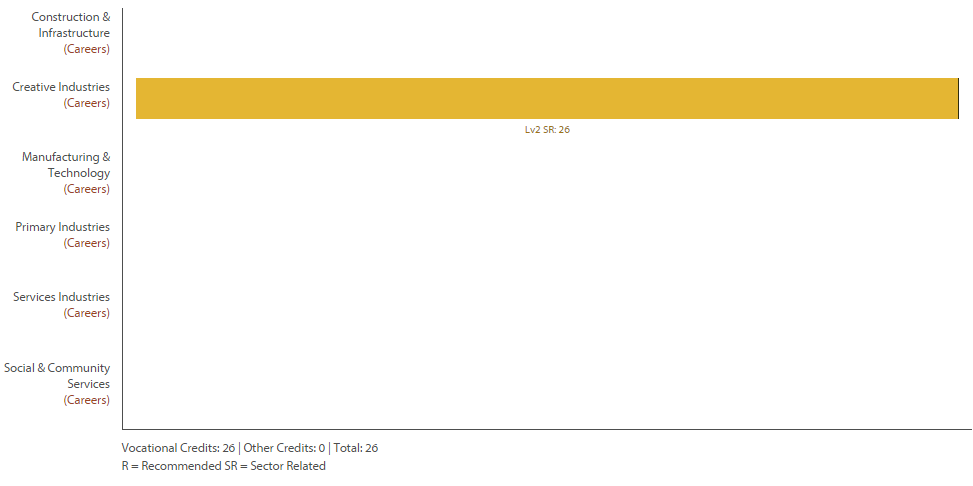 Construction &
Infrastructure
(Careers)
Creative Industries
(Careers)
Lv2 SR: 26
Manufacturing &
Technology
(Careers)
Primary Industries
(Careers)
Services Industries
(Careers)
Social & Community
Services
(Careers)
Vocational Credits: 26 | Other Credits: 0 | Total: 26
R = Recommended SR = Sector Related